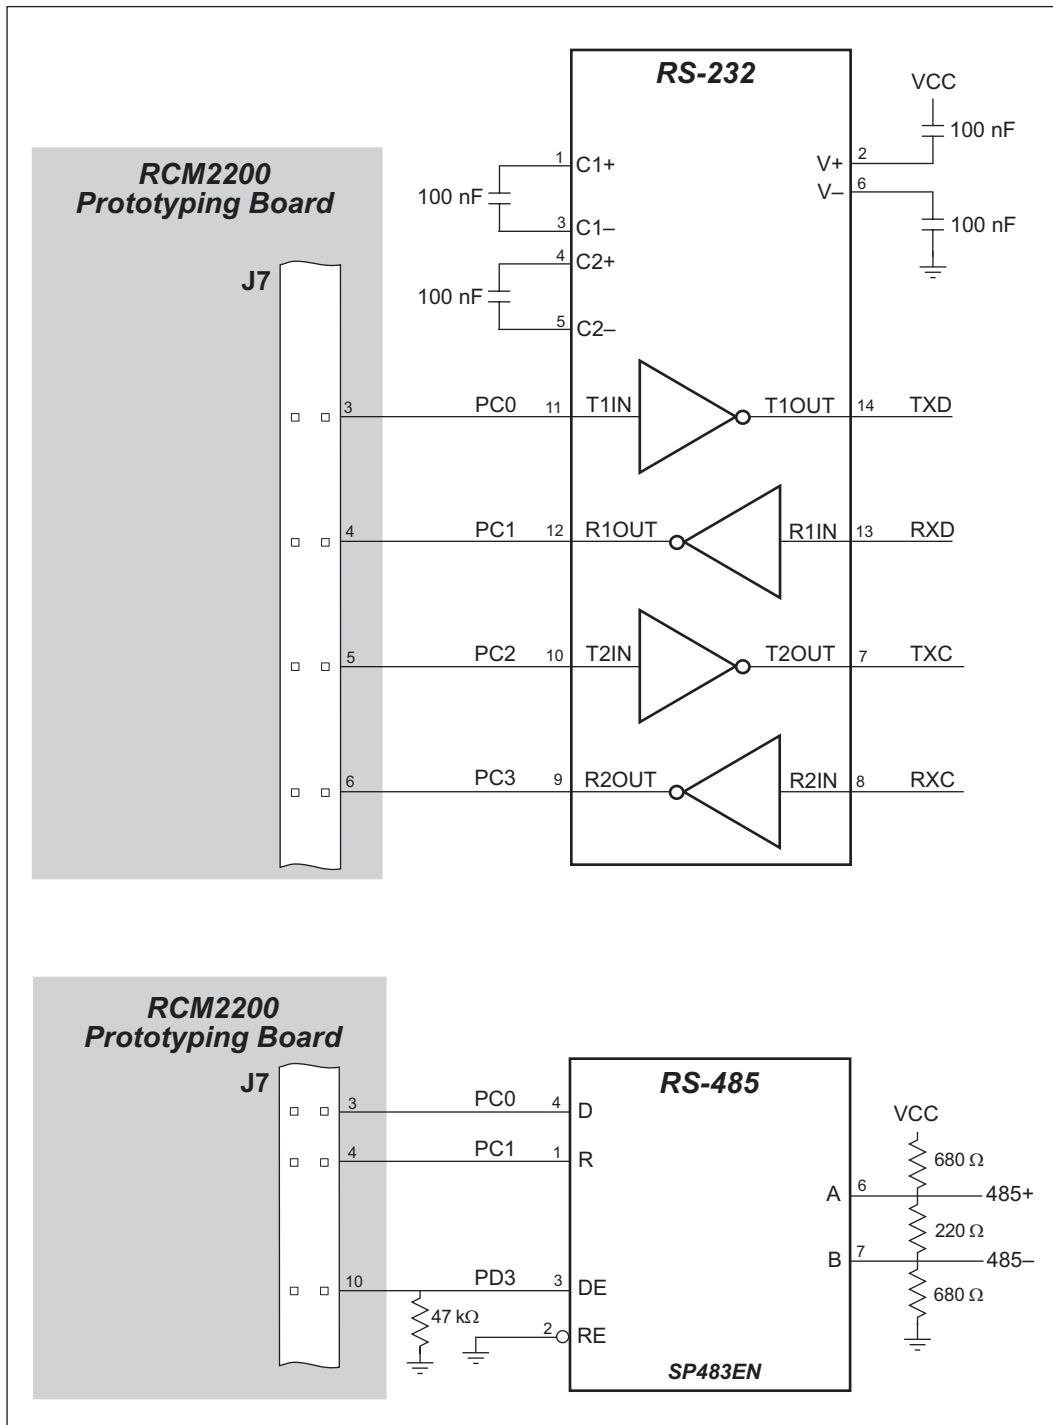 RS-232
VCC
100 nF
RCM2200
Prototyping Board
J7
1 C1+
100 nF
3 C1–
4 C2+
100 nF
5 C2–
V+ 2
V– 6
100 nF
3 PC0 11 T1IN T1OUT 14 TXD
4 PC1 12 R1OUT R1IN 13 RXD
5 PC2 10 T2IN T2OUT 7 TXC
6 PC3 9 R2OUT R2IN 8 RXC
RCM2200
Prototyping Board
J7
RS-485
3 PC0 4 D
4 PC1 1 R
10 PD3 3 DE
47 kΩ
2 RE
VCC
680 Ω
A 6 485+
220 Ω
B 7 485–
680 Ω
SP483EN